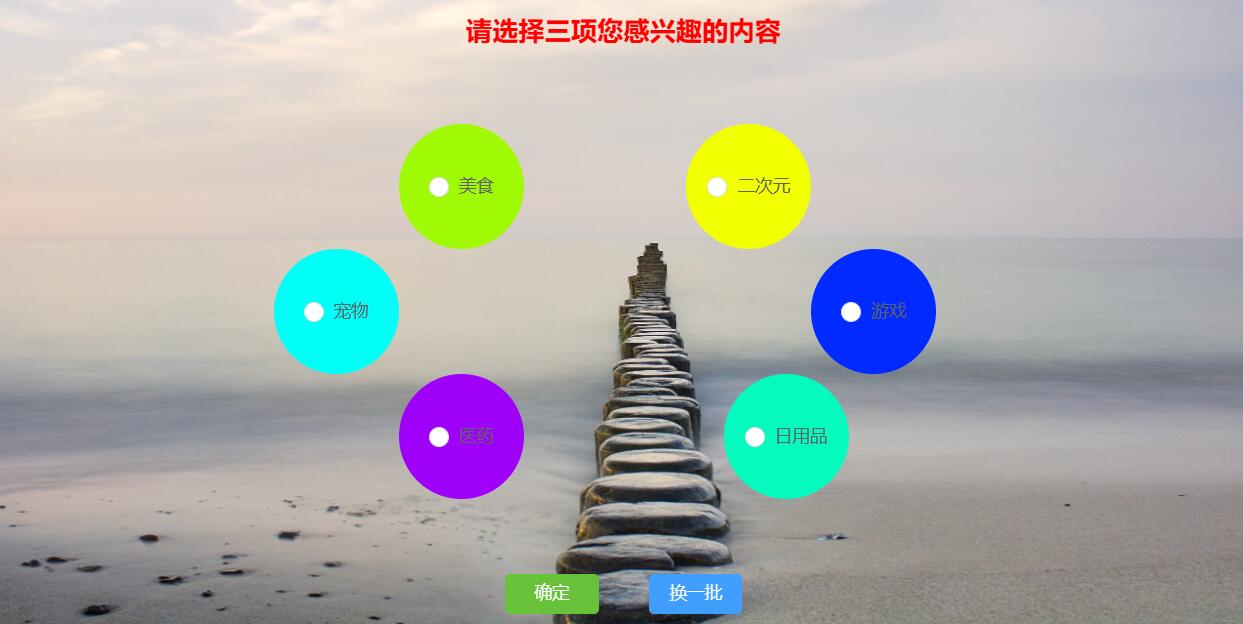 请选择三项您感兴趣的内容
美食
二次元
宠物
游戏
医药
日用品
确定
换一批